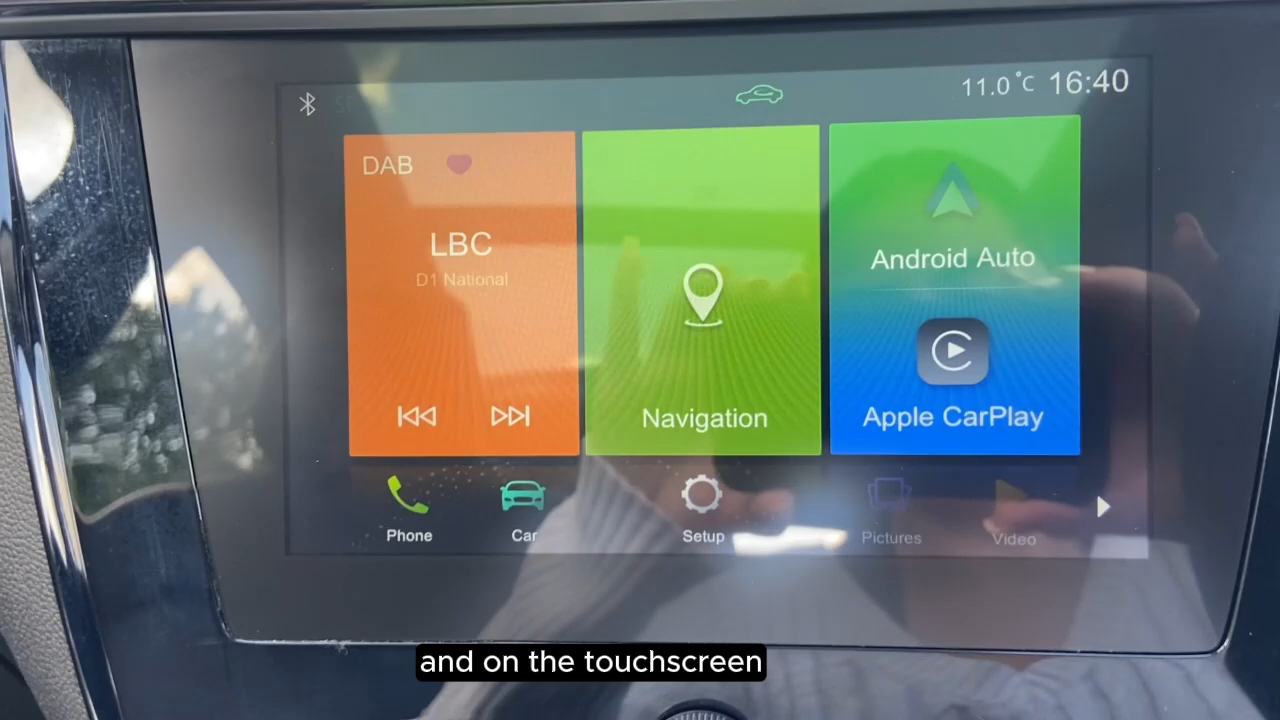 11.0°C 16:40
DAB
LBC
D1 National
Navigation
Android Auto
Apple CarPlay
Phone
Car
Setup
Pictures
Video
and on the touchscreen